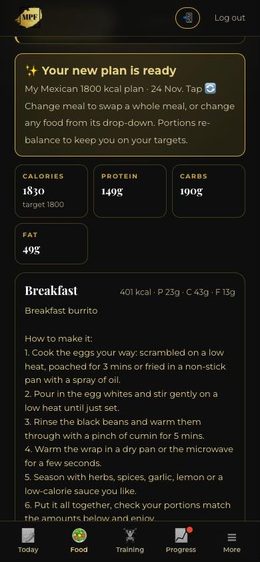 MPF
Log out
✨ Your new plan is ready
My Mexican 1800 kcal plan · 24 Nov. Tap 🔄
Change meal to swap a whole meal, or change
any food from its drop-down. Portions re-
balance to keep you on your targets.
CALORIES
1830
target 1800
PROTEIN
149g
CARBS
190g
FAT
49g
Breakfast
401 kcal · P 23g · C 43g · F 13g
Breakfast burrito
How to make it:
1. Cook the eggs your way: scrambled on a low
heat, poached for 3 mins or fried in a non-stick
pan with a spray of oil.
2. Pour in the egg whites and stir gently on a
low heat until just set.
3. Rinse the black beans and warm them
through with a pinch of cumin for 5 mins.
4. Warm the wrap in a dry pan or the microwave
for a few seconds.
5. Season with herbs, spices, garlic, lemon or a
low-calorie sauce you like.
6. Put it all together, check your portions match
the amounts below and enjoy.
Today
Food
Training
Progress
More